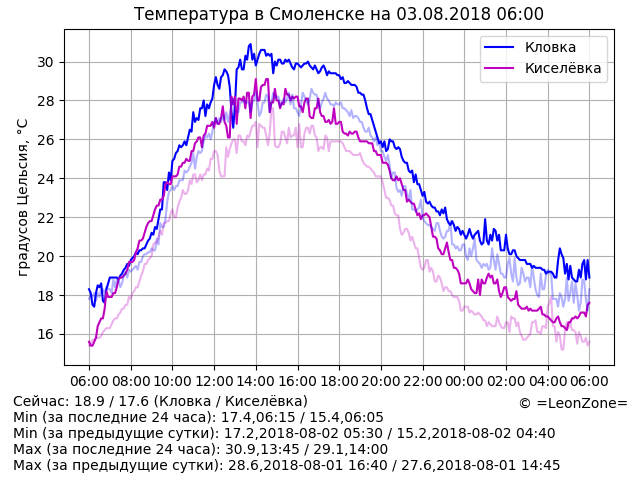 Температура в Смоленске на 03.08.2018 06:00
Кловка
Киселёвка
градусов Цельсия, °C
30
28
26
24
22
20
18
16
06:00 08:00 10:00 12:00 14:00 16:00 18:00 20:00 22:00 00:00 02:00 04:00 06:00
Сейчас: 18.9 / 17.6 (Кловка / Киселёвка)
© =LeonZone=
Min (за последние 24 часа): 17.4,06:15 / 15.4,06:05
Min (за предыдущие сутки): 17.2,2018-08-02 05:30 / 15.2,2018-08-02 04:40
Max (за последние 24 часа): 30.9,13:45 / 29.1,14:00
Max (за предыдущие сутки): 28.6,2018-08-01 16:40 / 27.6,2018-08-01 14:45